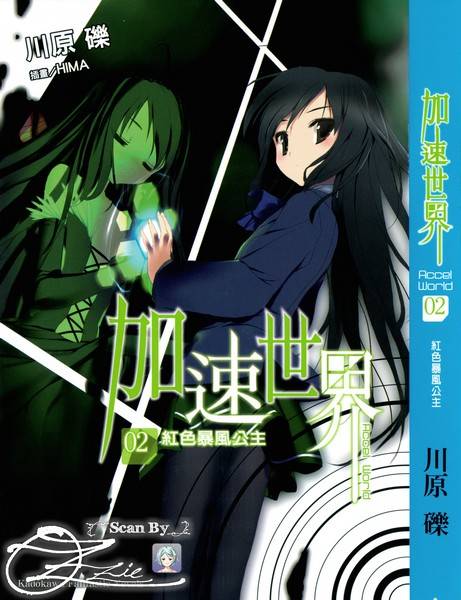 川原 礫
插畫/HIMA
加速世界
Accel World
02
紅色暴風公主
Scan By
加速世界
Accel
World
02
紅色暴風公主
川原 礫